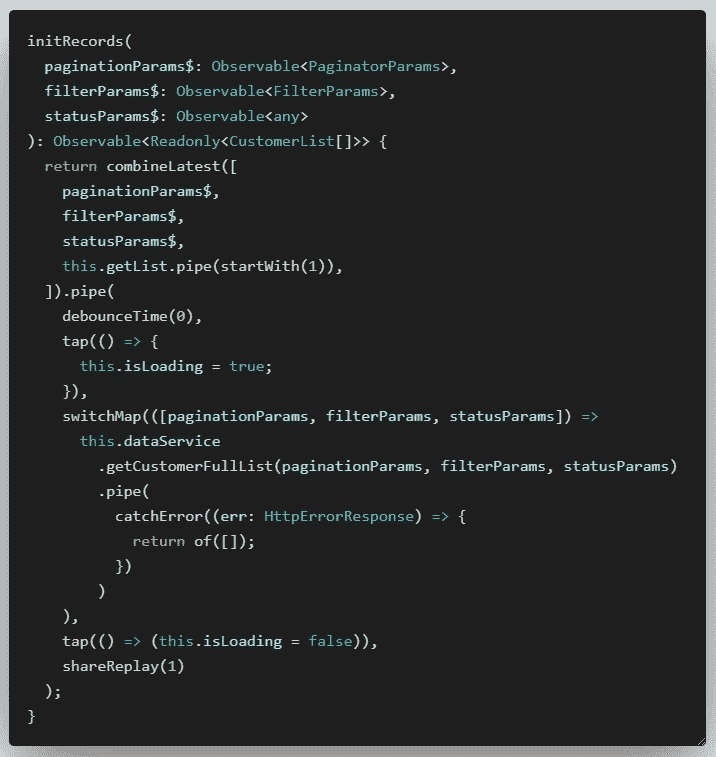 initRecords(
  paginationParams$: Observable<PaginatorParams>,
  filterParams$: Observable<FilterParams>,
  statusParams$: Observable<any>
): Observable<Readonly<CustomerList[]>> {
  return combineLatest([
    paginationParams$,
    filterParams$,
    statusParams$,
    this.getList.pipe(startWith(1)),
  ]).pipe(
    debounceTime(0),
    tap(() => {
      this.isLoading = true;
    }),
    switchMap(([paginationParams, filterParams, statusParams]) =>
      this.dataService
        .getCustomerFullList(paginationParams, filterParams, statusParams)
        .pipe(
          catchError((err: HttpErrorResponse) => {
            return of([]);
          })
        )
    ),
    tap(() => (this.isLoading = false)),
    shareReplay(1)
  );
}